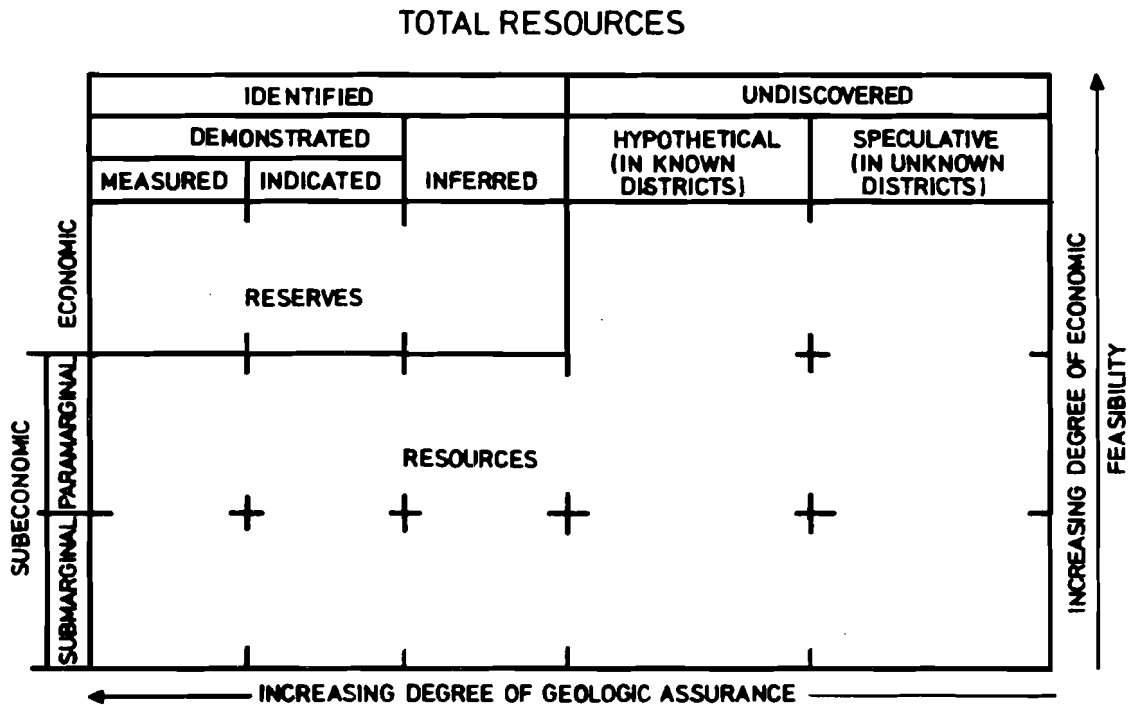 TOTAL RESOURCES
IDENTIFIED
UNDISCOVERED
DEMONSTRATED
MEASURED
INDICATED
INFERRED
HYPOTHETICAL
(IN KNOWN
DISTRICTS)
SPECULATIVE
(IN UNKNOWN
DISTRICTS)
ECONOMIC
RESERVES
SUBECONOMIC
PARAMARGINAL
RESOURCES
SUBMARGINAL
INCREASING DEGREE OF ECONOMIC
FEASIBILITY
INCREASING DEGREE OF GEOLOGIC ASSURANCE